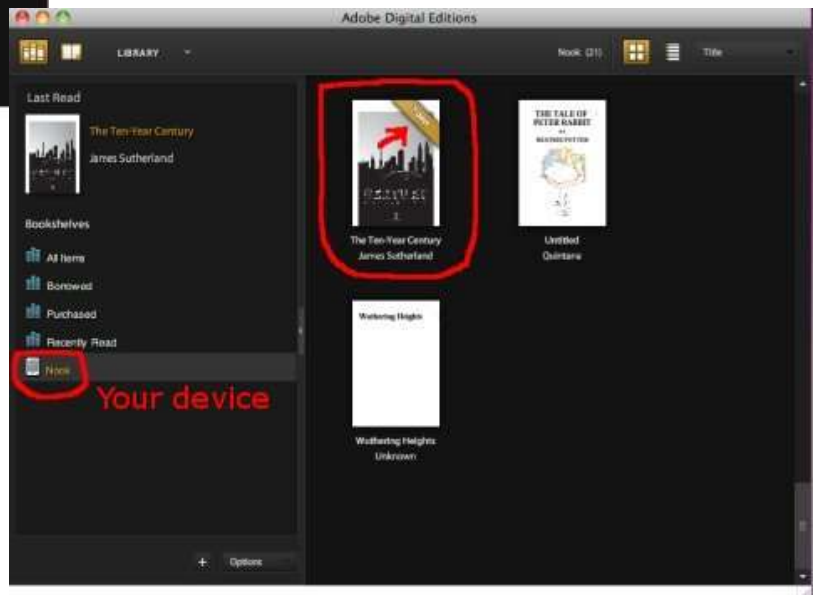 Adobe Digital Editions
LIBRARY
Nook (21)
Title
Last Read
The Ten-Year Century
James Sutherland
Bookshelves
All Items
Borrowed
Purchased
Recently Read
Nook
Your device
+ Options
The Ten-Year Century
James Sutherland
THE TALE OF
PETER RABBIT
BY
BEATRIX POTTER
Untitled
Quintana
Wuthering Heights
Wuthering Heights
Unknown